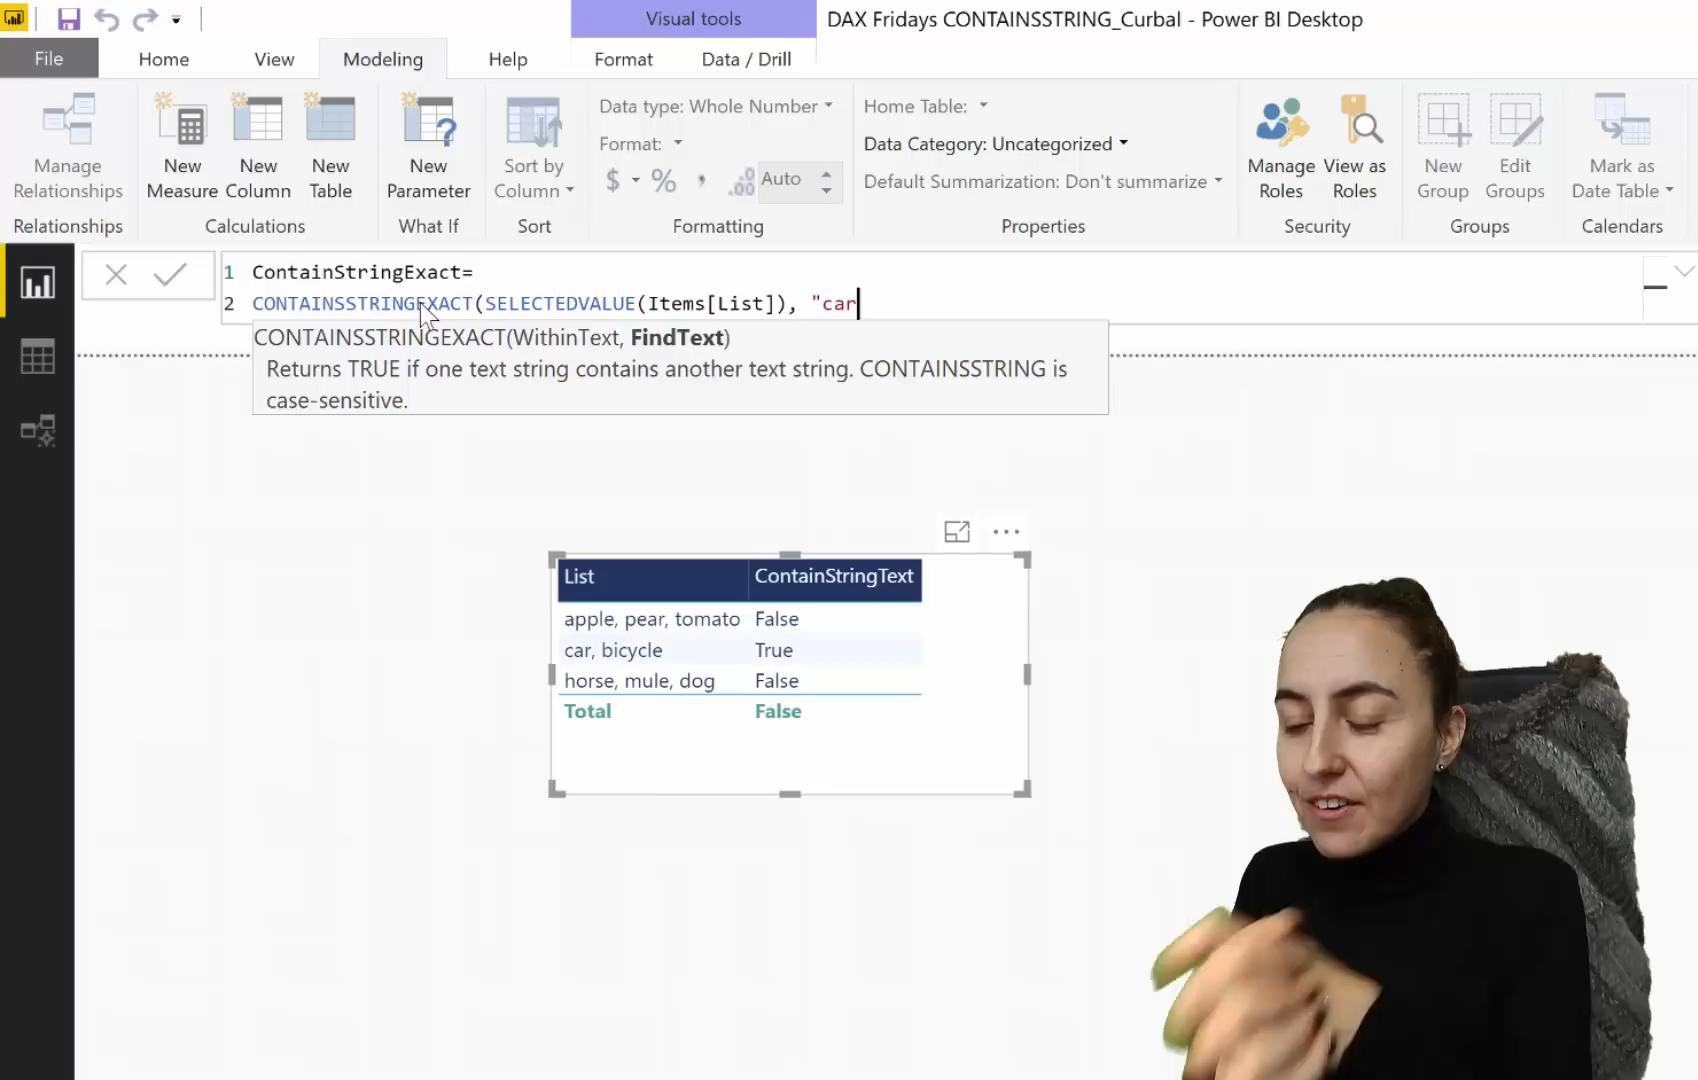 Visual tools
DAX Fridays CONTAINSSTRING_Curbal - Power BI Desktop
File
Home
View
Modeling
Help
Format
Data / Drill
Manage Relationships
New Measure
New Column
New Table
New Parameter
Sort by Column
Data type: Whole Number
Format:
$ % , .00 Auto
Home Table:
Data Category: Uncategorized
Default Summarization: Don't summarize
Manage Roles
View as Roles
New Group
Edit Groups
Mark as Date Table
Relationships
Calculations
What If
Sort
Formatting
Properties
Security
Groups
Calendars
1 ContainStringExact=
2 CONTAINSSTRINGEXACT(SELECTEDVALUE(Items[List]), "car
CONTAINSSTRINGEXACT(WithinText, FindText)
Returns TRUE if one text string contains another text string. CONTAINSSTRING is
case-sensitive.
List ContainStringText
apple, pear, tomato False
car, bicycle True
horse, mule, dog False
Total False